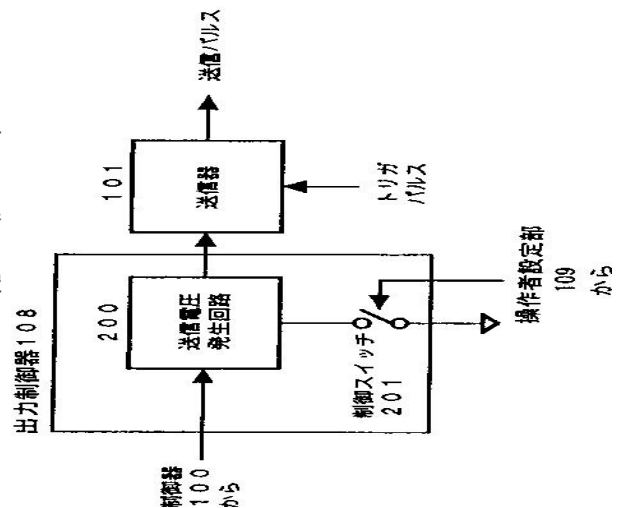 出力制御器108
200
送信電圧
発生回路
101
送信器
送信パルス
トリガ
パルス
制御スイッチ
201
制御器
100
から
操作者設定部
109
から